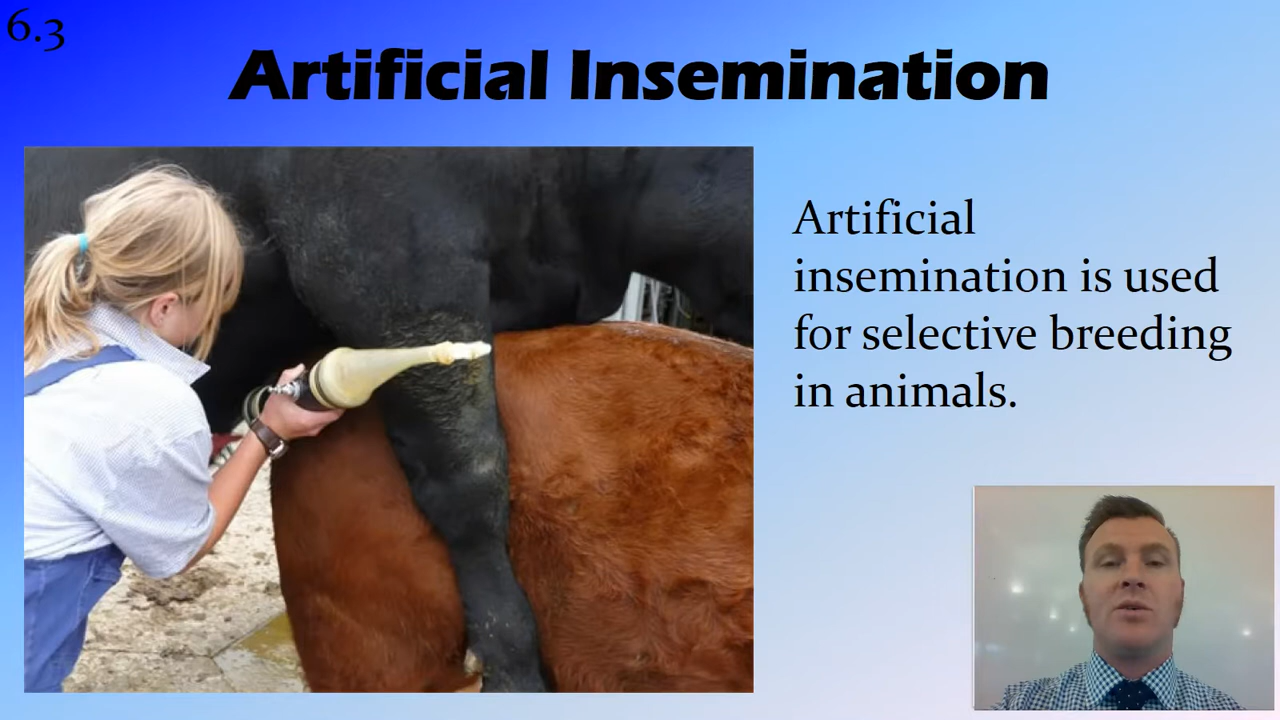 6.3
Artificial Insemination
Artificial
insemination is used
for selective breeding
in animals.